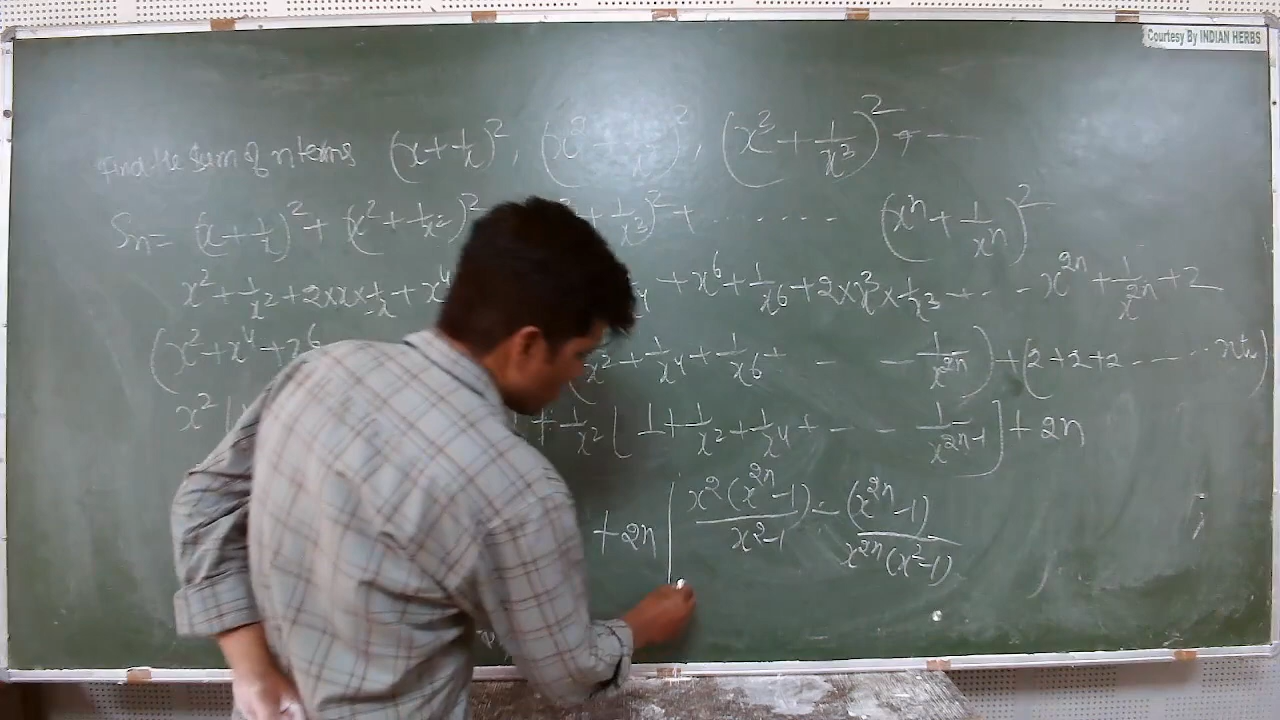 Courtesy By INDIAN HERBS
Find the sum of n terms (x+1/x)², (x²+1/x²)², (x³+1/x³)² + —
Sₙ= (x+1/x)² + (x²+1/x²)² + 1/x³)² + ....... (xⁿ+1/xⁿ)²
x²+1/x²+2×x×1/x+x⁴ +x⁶+1/x⁶+2×x³×1/x³+ - - - x²ⁿ+1/x²ⁿ+2
(x²+x⁴+x⁶ x²+1/x⁴+1/x⁶+ - - 1/x²ⁿ)+(2+2+2 - - - -
x² +1/x²[1+1/x²+1/x⁴+ - - 1/x²ⁿ⁻¹]+2n
+2n | x²(x²ⁿ-1)/x²-1) - (x²ⁿ-1)/x²ⁿ(x²-1)